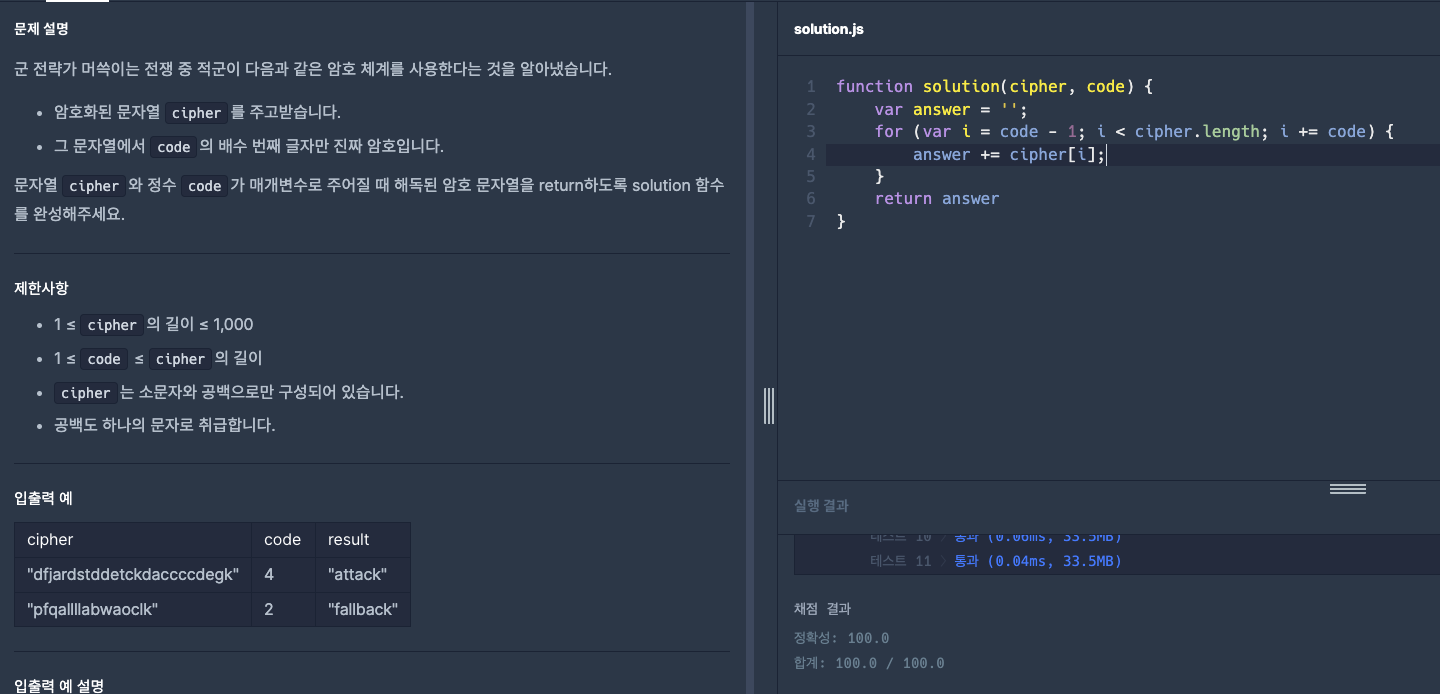 문제 설명
군 전략가 머쓱이는 전쟁 중 적군이 다음과 같은 암호 체계를 사용한다는 것을 알아냈습니다.
• 암호화된 문자열 cipher 를 주고받습니다.
• 그 문자열에서 code 의 배수 번째 글자만 진짜 암호입니다.
문자열 cipher 와 정수 code 가 매개변수로 주어질 때 해독된 암호 문자열을 return하도록 solution 함수
를 완성해주세요.
제한사항
• 1 ≤ cipher 의 길이 ≤ 1,000
• 1 ≤ code ≤ cipher 의 길이
• cipher 는 소문자와 공백으로만 구성되어 있습니다.
• 공백도 하나의 문자로 취급합니다.
입출력 예
cipher code result
"dfjardstddetckdaccccdegk" 4 "attack"
"pfqallllabwaoclk" 2 "fallback"
입출력 예 설명
solution.js
1 function solution(cipher, code) {
2     var answer = '';
3     for (var i = code - 1; i < cipher.length; i += code) {
4         answer += cipher[i];
5     }
6     return answer
7 }
실행 결과
테스트 10 > 통과 (0.06ms, 33.5MB)
테스트 11 > 통과 (0.04ms, 33.5MB)
채점 결과
정확성: 100.0
합계: 100.0 / 100.0